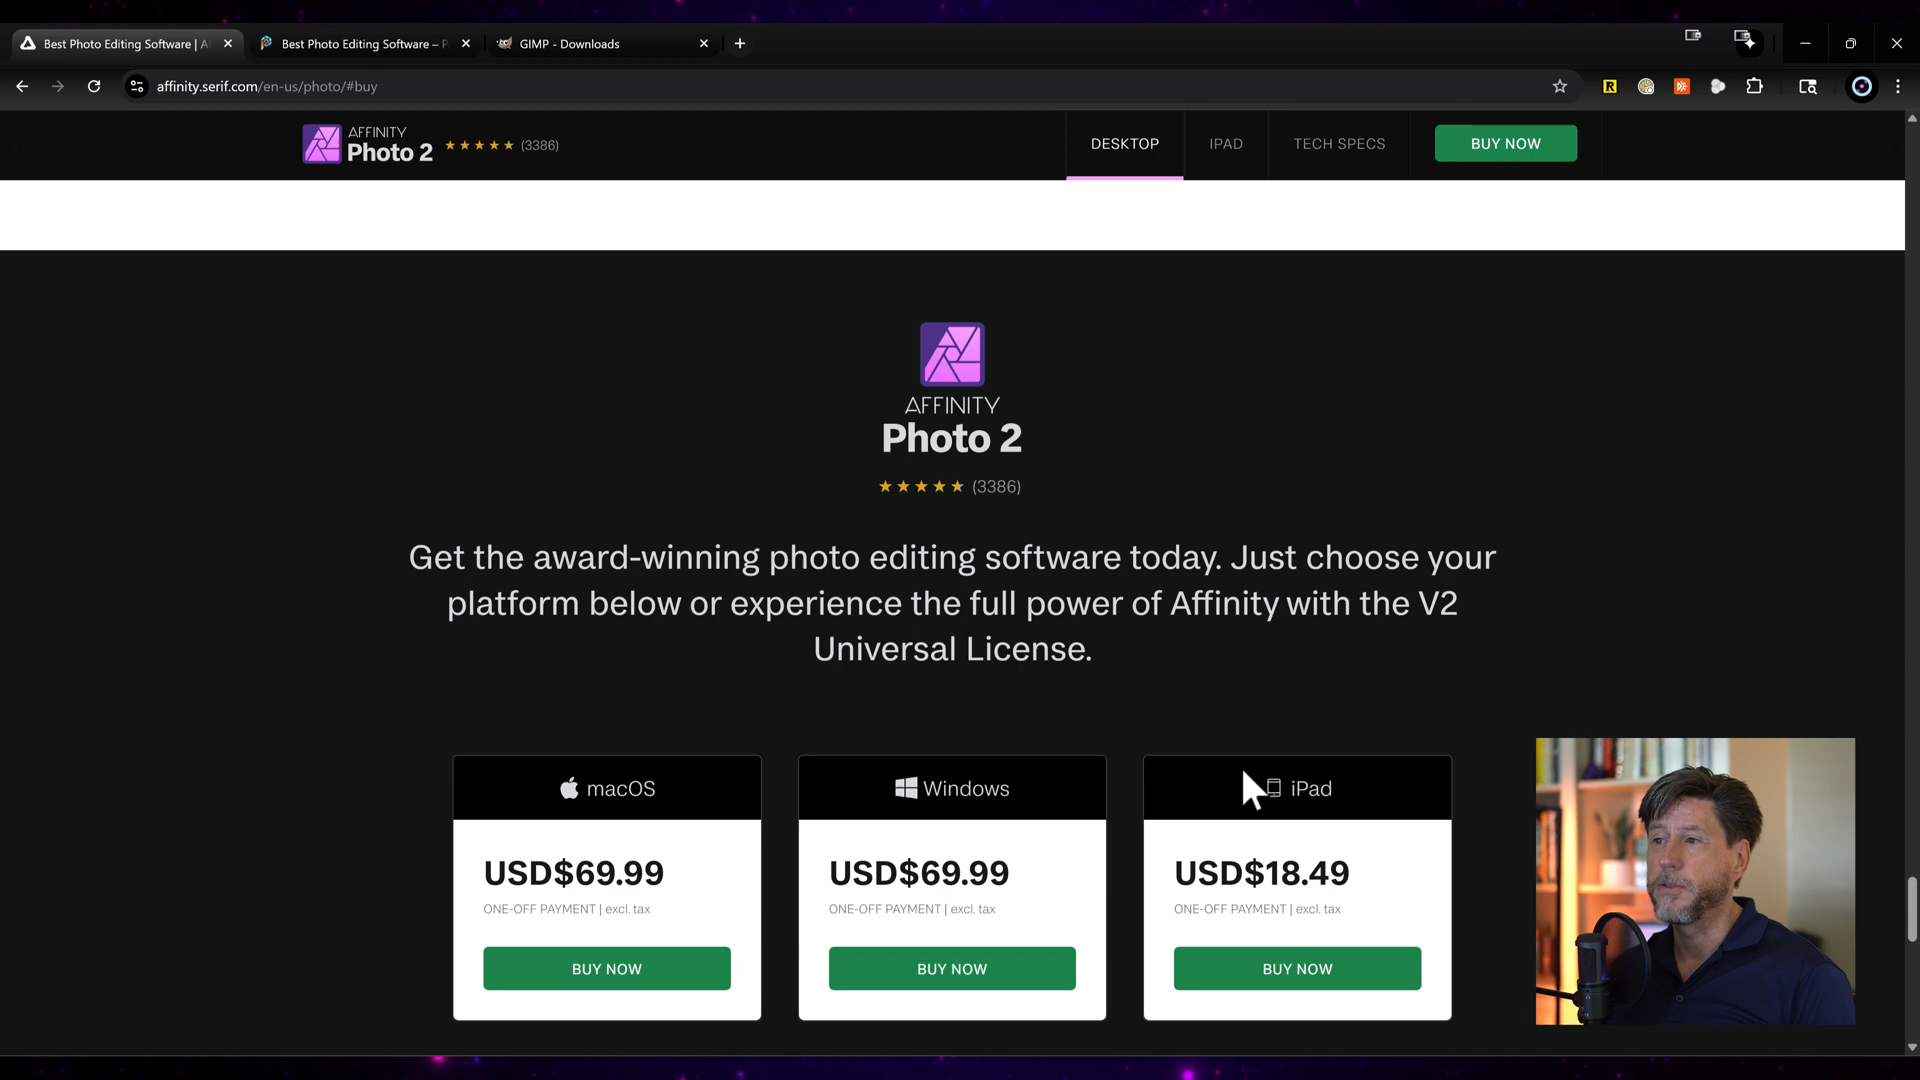 Best Photo Editing Software | A
Best Photo Editing Software – P
GIMP - Downloads
affinity.serif.com/en-us/photo/#buy
AFFINITY
Photo 2
(3386)
DESKTOP
IPAD
TECH SPECS
BUY NOW
AFFINITY
Photo 2
(3386)
Get the award-winning photo editing software today. Just choose your
platform below or experience the full power of Affinity with the V2
Universal License.
macOS
USD$69.99
ONE-OFF PAYMENT | excl. tax
BUY NOW
Windows
USD$69.99
ONE-OFF PAYMENT | excl. tax
BUY NOW
iPad
USD$18.49
ONE-OFF PAYMENT | excl. tax
BUY NOW